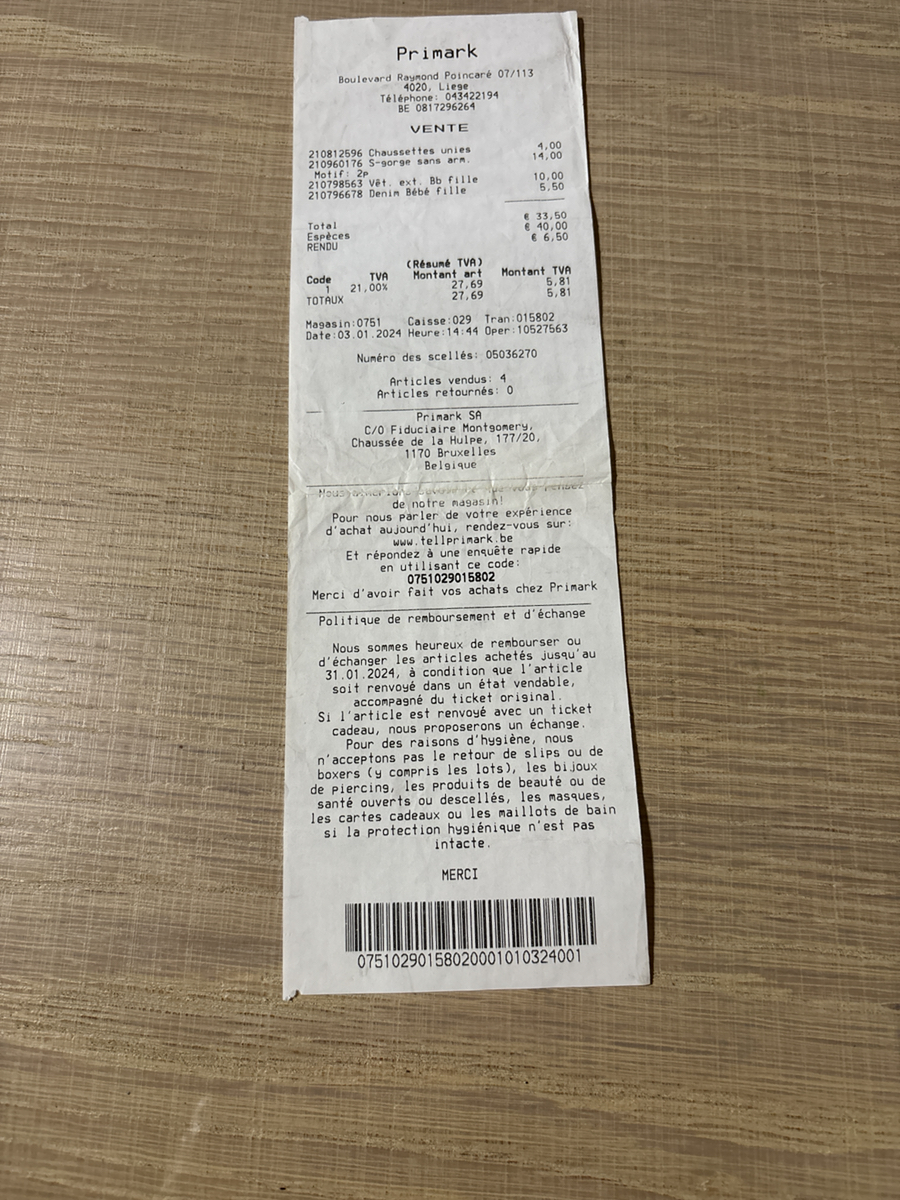 Primark
Boulevard Raymond Poincaré 07/113
4020, Liege
Téléphone: 043422194
BE 0817296264
VENTE
210812596 Chaussettes unies 4,00
210960176 S-gorge sans arm. 14,00
Motif: 2p
210798563 Vêt. ext. Bb fille 10,00
210796678 Denim Bébé fille 5,50
Total € 33,50
Espèces € 40,00
RENDU € 6,50
(Résumé TVA)
Code TVA Montant art Montant TVA
1 21,00% 27,69 5,81
TOTAUX 27,69 5,81
Magasin:0751 Caisse:029 Tran:015802
Date:03.01.2024 Heure:14:44 Oper:10527563
Numéro des scellés: 05036270
Articles vendus: 4
Articles retournés: 0
Primark SA
C/O Fiduciaire Montgomery,
Chaussée de la Hulpe, 177/20,
1170 Bruxelles
Belgique
Nous aimerions savoir ce que vous pensez
de notre magasin!
Pour nous parler de votre expérience
d'achat aujourd'hui, rendez-vous sur:
www.tellprimark.be
Et répondez à une enquête rapide
en utilisant ce code:
0751029015802
Merci d'avoir fait vos achats chez Primark
Politique de remboursement et d'échange
Nous sommes heureux de rembourser ou
d'échanger les articles achetés jusqu'au
31.01.2024, à condition que l'article
soit renvoyé dans un état vendable,
accompagné du ticket original.
Si l'article est renvoyé avec un ticket
cadeau, nous proposerons un échange.
Pour des raisons d'hygiène, nous
n'acceptons pas le retour de slips ou de
boxers (y compris les lots), les bijoux
de piercing, les produits de beauté ou de
santé ouverts ou descellés, les masques,
les cartes cadeaux ou les maillots de bain
si la protection hygiénique n'est pas
intacte.
MERCI
07510290158020001010324001